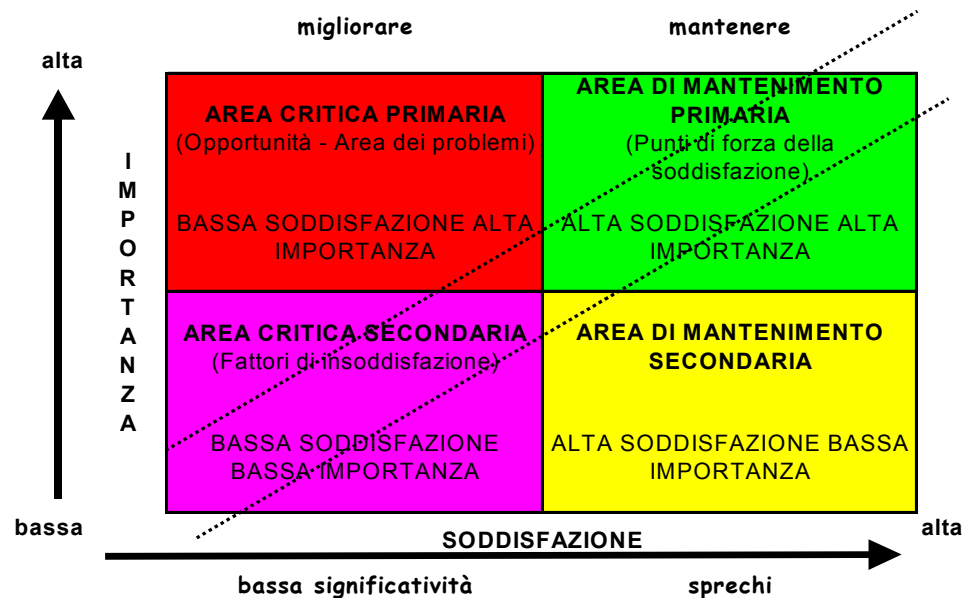 migliorare
mantenere
alta
AREA CRITICA PRIMARIA
(Opportunità - Area dei problemi)
BASSA SODDISFAZIONE ALTA
IMPORTANZA
AREA DI MANTENIMENTO
PRIMARIA
(Punti di forza della
soddisfazione)
ALTA SODDISFAZIONE ALTA
IMPORTANZA
IMPORTANZA
AREA CRITICA SECONDARIA
(Fattori di insoddisfazione)
BASSA SODDISFAZIONE
BASSA IMPORTANZA
AREA DI MANTENIMENTO
SECONDARIA
ALTA SODDISFAZIONE BASSA
IMPORTANZA
bassa
SODDISFAZIONE
alta
bassa significatività
sprechi